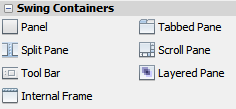 Swing Containers
Panel
Tabbed Pane
Split Pane
Scroll Pane
Tool Bar
Layered Pane
Internal Frame